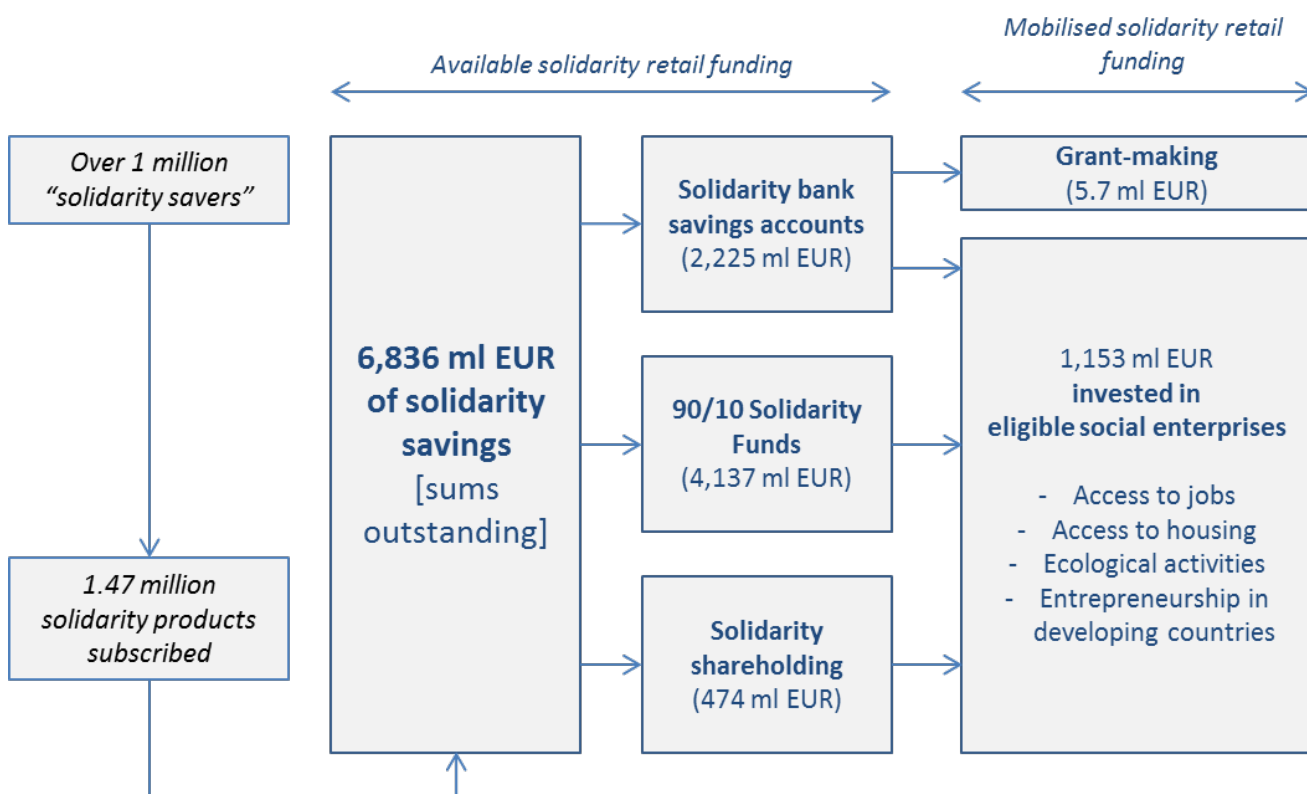 Available solidarity retail funding
Mobilised solidarity retail
funding
Over 1 million
“solidarity savers”
1.47 million
solidarity products
subscribed
6,836 ml EUR
of solidarity
savings
[sums
outstanding]
Solidarity bank
savings accounts
(2,225 ml EUR)
90/10 Solidarity
Funds
(4,137 ml EUR)
Solidarity
shareholding
(474 ml EUR)
Grant-making
(5.7 ml EUR)
1,153 ml EUR
invested in
eligible social enterprises
- Access to jobs
- Access to housing
- Ecological activities
- Entrepreneurship in
developing countries